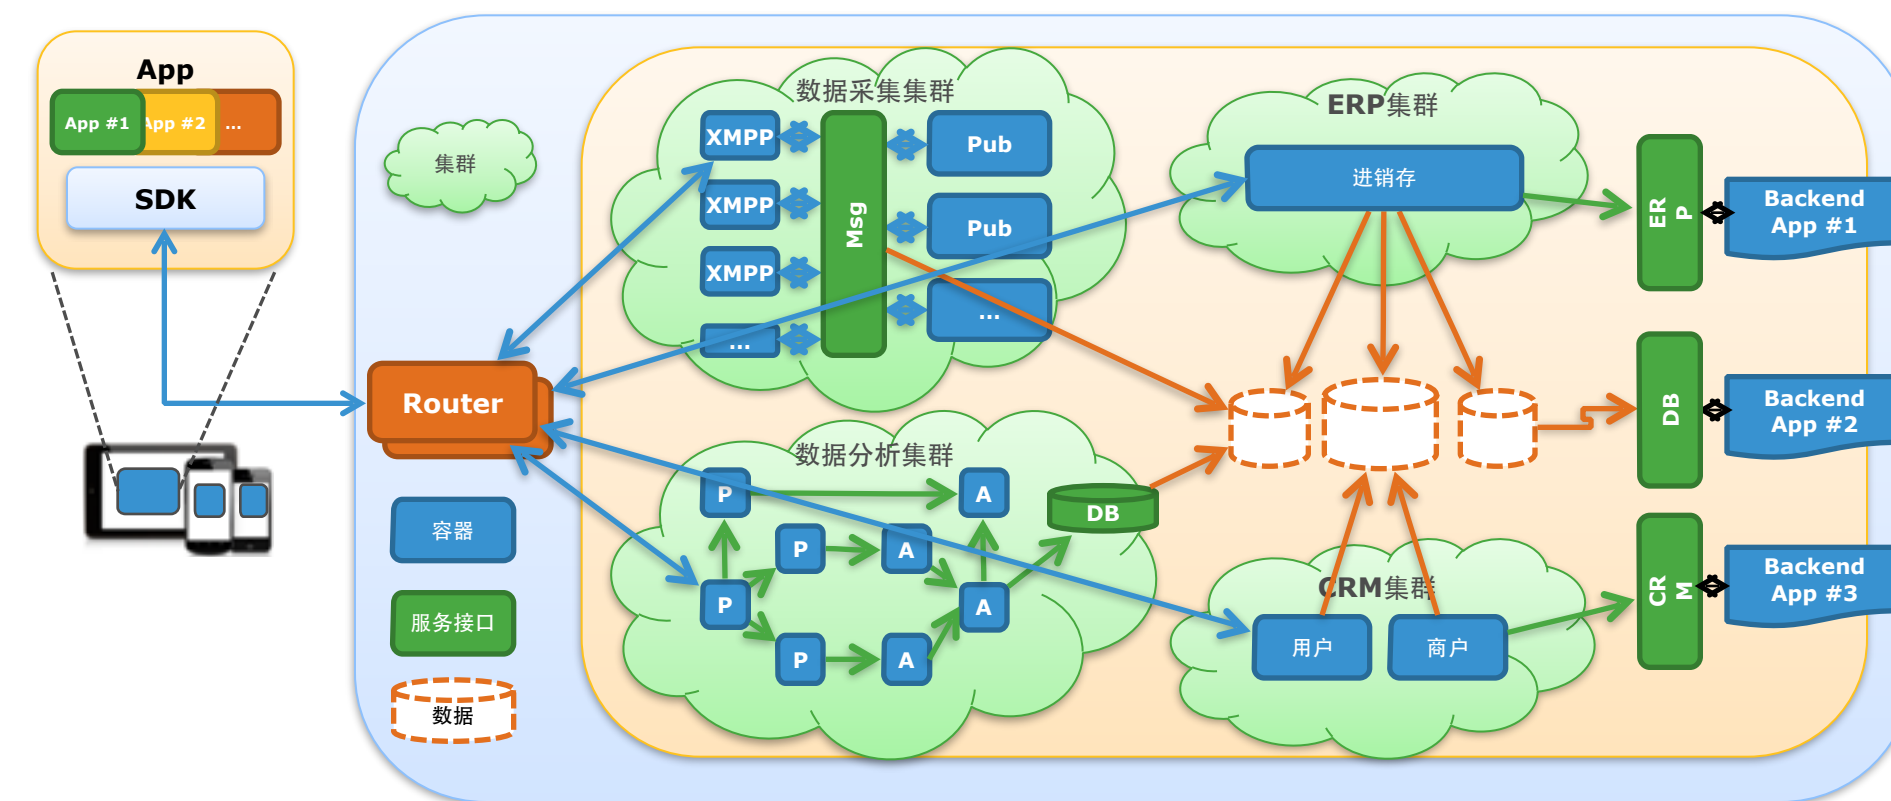 App
App #1
App #2
...
SDK
集群
Router
容器
服务接口
数据
数据采集集群
XMPP
XMPP
XMPP
...
Msg
Pub
Pub
...
数据分析集群
P
A
P
A
P
A
P
A
DB
ERP集群
进销存
CRM集群
用户
商户
ER
P
DB
CR
M
Backend
App #1
Backend
App #2
Backend
App #3